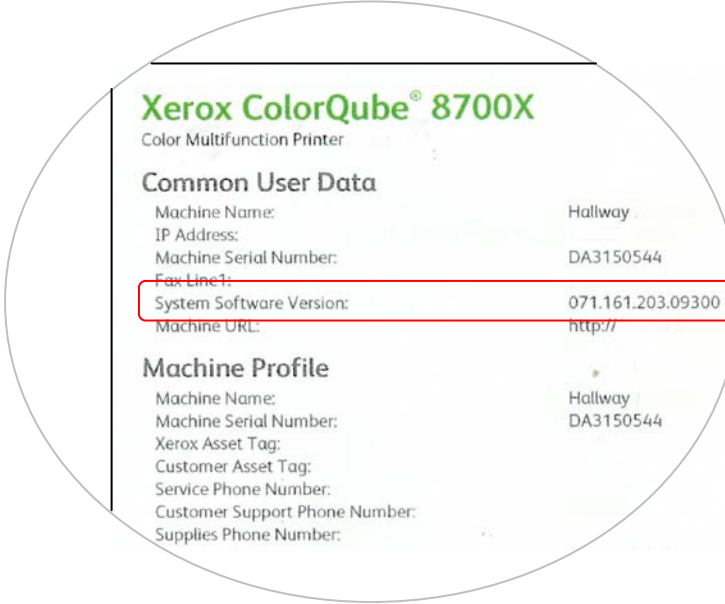 Xerox ColorQube® 8700X
Color Multifunction Printer
Common User Data
Machine Name: Hallway
IP Address:
Machine Serial Number: DA3150544
Fax Line1:
System Software Version: 071.161.203.09300
Machine URL: http://
Machine Profile
Machine Name: Hallway
Machine Serial Number: DA3150544
Xerox Asset Tag:
Customer Asset Tag:
Service Phone Number:
Customer Support Phone Number:
Supplies Phone Number: